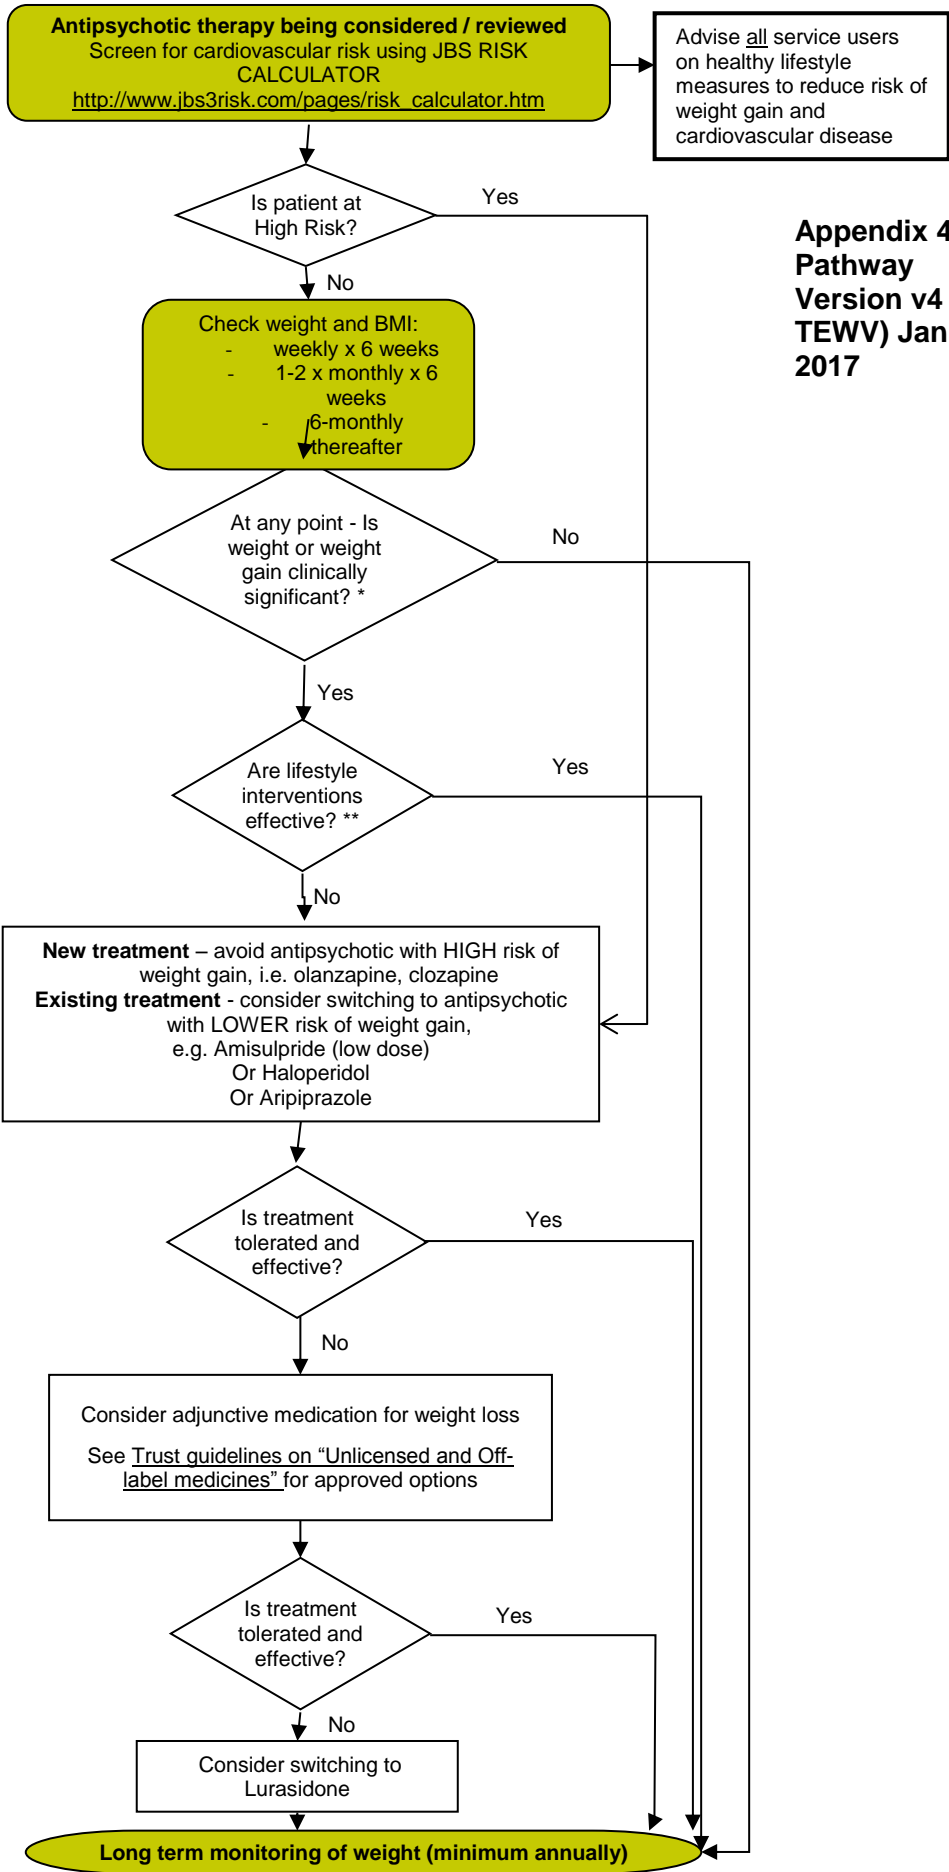 Antipsychotic therapy being considered / reviewed
Screen for cardiovascular risk using JBS RISK
CALCULATOR
http://www.jbs3risk.com/pages/risk_calculator.htm
Advise all service users
on healthy lifestyle
measures to reduce risk of
weight gain and
cardiovascular disease
Is patient at
High Risk?
Yes
Appendix 4
Pathway
Version v4
TEWV) Jan
2017
No
Check weight and BMI:
- weekly x 6 weeks
- 1-2 x monthly x 6
weeks
- 6-monthly
thereafter
At any point - Is
weight or weight
gain clinically
significant? *
No
Yes
Are lifestyle
interventions
effective? **
Yes
No
New treatment – avoid antipsychotic with HIGH risk of
weight gain, i.e. olanzapine, clozapine
Existing treatment - consider switching to antipsychotic
with LOWER risk of weight gain,
e.g. Amisulpride (low dose)
Or Haloperidol
Or Aripiprazole
Is treatment
tolerated and
effective?
Yes
No
Consider adjunctive medication for weight loss
See Trust guidelines on “Unlicensed and Off-
label medicines” for approved options
Is treatment
tolerated and
effective?
Yes
No
Consider switching to
Lurasidone
Long term monitoring of weight (minimum annually)